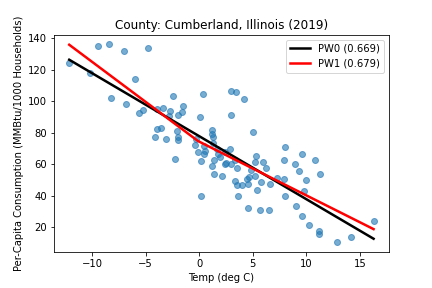 County: Cumberland, Illinois (2019)
Per-Capita Consumption (MMBtu/1000 Households)
140
120
100
80
60
40
20
PW0 (0.669)
PW1 (0.679)
−10 −5 0 5 10 15
Temp (deg C)